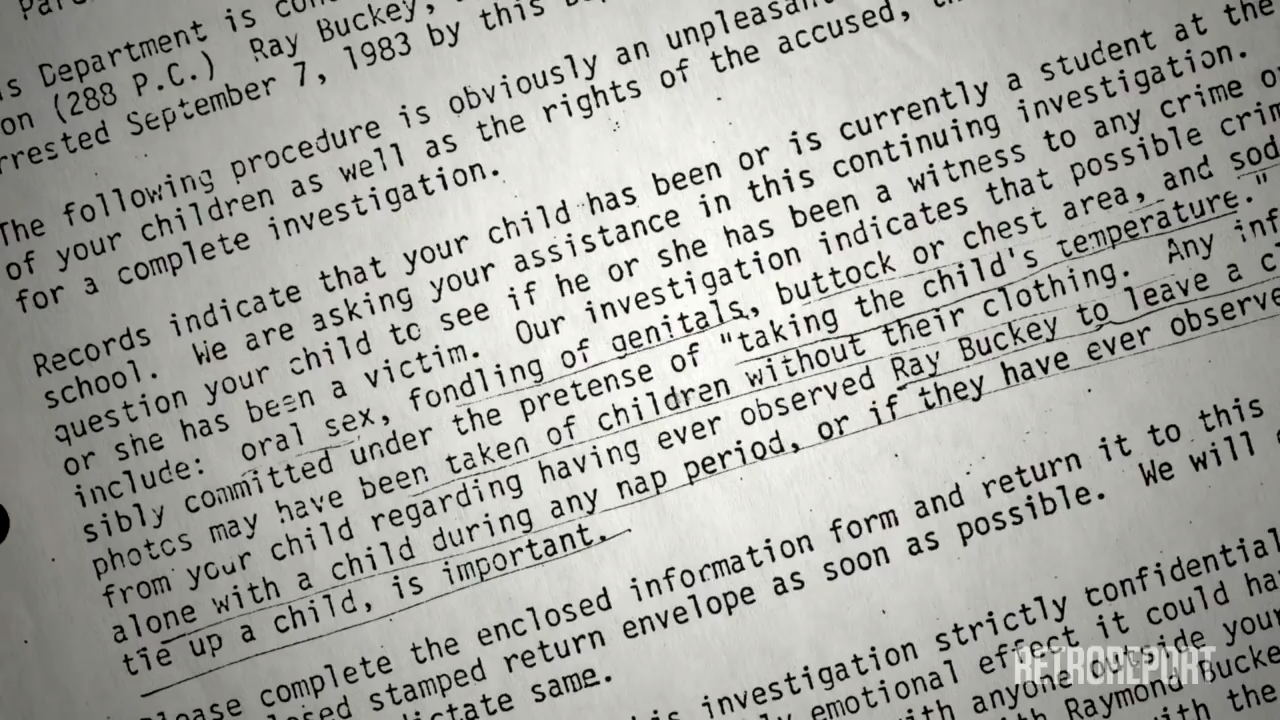 s Department is con
on (288 P.C.) Ray Buckey,
rrested September 7, 1983 by this
The following procedure is obviously an unpleasan
of your children as well as the rights of the accused,
for a complete investigation.
Records indicate that your child has been or is currently a student at the
school. We are asking your assistance in this continuing investigation.
question your child to see if he or she has been a witness to any crime or
or she has been a victim. Our investigation indicates that possible crim
include: oral sex, fondling of genitals, buttock or chest area, and sod
sibly committed under the pretense of "taking the child's temperature."
photos may have been taken of children without their clothing. Any inf
from your child regarding having ever observed Ray Buckey to leave a c
alone with a child during any nap period, or if they have ever observe
tie up a child, is important.
lease complete the enclosed information form and return it to this
osed stamped return envelope as soon as possible. We will
ctate same.
is investigation strictly confidential
y emotional effect it could ha
ith anyone outside your
th Raymond Bucke
with the
RETROREPORT